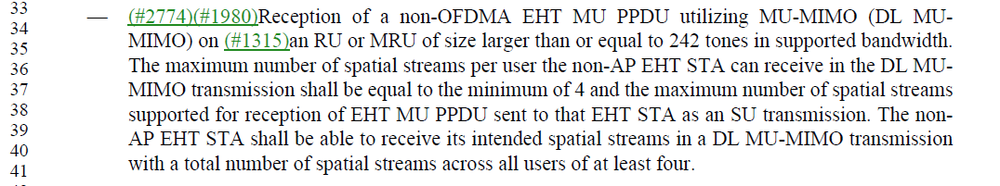 33
34
35
36
37
38
39
40
41
— (#2774)(#1980)Reception of a non-OFDMA EHT MU PPDU utilizing MU-MIMO (DL MU-
MIMO) on (#1315)an RU or MRU of size larger than or equal to 242 tones in supported bandwidth.
The maximum number of spatial streams per user the non-AP EHT STA can receive in the DL MU-
MIMO transmission shall be equal to the minimum of 4 and the maximum number of spatial streams
supported for reception of EHT MU PPDU sent to that EHT STA as an SU transmission. The non-
AP EHT STA shall be able to receive its intended spatial streams in a DL MU-MIMO transmission
with a total number of spatial streams across all users of at least four.